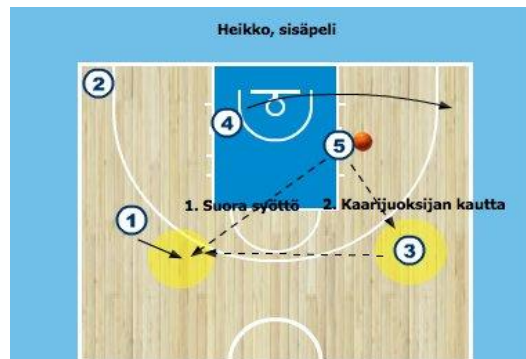 Heikko, sisäpeli
2
4
5
1. Suora syöttö
2. Kaarijuoksijan kautta
1
3